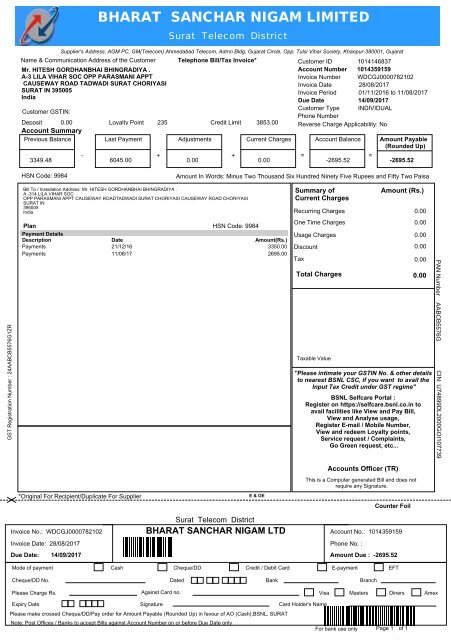 BHARAT SANCHAR NIGAM LIMITED
Surat Telecom District
Supplier's Address: AGM PC, GM(Telecom) Ahmedabad Telecom, Admn Bldg, Gujarat Circle, Opp. Tulsi Vihar Society, Khanpur-380001, Gujarat
Name & Communication Address of the Customer
Telephone Bill/Tax Invoice*
Mr. HITESH GORDHANBHAI BHINGRADIYA .
A-3 LILA VIHAR SOC OPP PARASMANI APPT
CAUSEWAY ROAD TADWADI SURAT CHORIYASI
SURAT IN 395005
India
Customer ID 1014146837
Account Number 1014359159
Invoice Number WDCGJ0000782102
Invoice Date 28/08/2017
Invoice Period 01/11/2016 to 11/08/2017
Due Date 14/09/2017
Customer Type INDIVIDUAL
Phone Number
Reverse Charge Applicability: No
Customer GSTIN:
Deposit 0.00 Loyalty Point 235 Credit Limit 3853.00
Account Summary
Previous Balance Last Payment Adjustments Current Charges Account Balance Amount Payable
(Rounded Up)
3349.48 - 6045.00 + 0.00 + 0.00 = -2695.52 = -2695.52
HSN Code: 9984
Amount In Words: Minus Two Thousand Six Hundred Ninety Five Rupees and Fifty Two Paisa
Bill To / Installation Address: Mr. HITESH GORDHANBHAI BHINGRADIYA .
A -3/4 LILA VIHAR SOC
OPP PARASMANI APPT CAUSEWAY ROADTADWADI SURAT CHORIYASI CAUSEWAY ROAD CHORIYASI
SURAT IN
395005
India
Plan HSN Code: 9984
Payment Details
Description Date Amount(Rs.)
Payments 21/12/16 3350.00
Payments 11/08/17 2695.00
Summary of Amount (Rs.)
Current Charges
Recurring Charges 0.00
One Time Charges 0.00
Usage Charges 0.00
Discount 0.00
Tax 0.00
Total Charges 0.00
Taxable Value
"Please intimate your GSTIN No. & other details
to nearest BSNL CSC, if you want to avail the
Input Tax Credit under GST regime"
BSNL Selfcare Portal :
Register on https://selfcare.bsnl.co.in to
avail facilities like View and Pay Bill,
View and Analyse usage,
Register E-mail / Mobile Number,
View and redeem Loyalty points,
Service request / Complaints,
Go Green request, etc...
Accounts Officer (TR)
This is a Computer generated Bill and does not
require any Signature.
GST Registration Number : 24AABCB5576G1ZR
PAN Number AABCB5576G
CIN: U74899DL2000GOI107739
*Original For Recipient/Duplicate For Supplier
E & OE
Counter Foil
Surat Telecom District
Invoice No.: WDCGJ0000782102 BHARAT SANCHAR NIGAM LTD Account No.: 1014359159
Invoice Date: 28/08/2017 Phone No. :
Due Date: 14/09/2017 Amount Due : -2695.52
Mode of payment Cash Cheque/DD Credit / Debit Card E-payment EFT
Cheque/DD No. Dated Bank Branch
Please Charge Rs. Against Card no. Visa Masters Diners Amex
Expiry Date Signature Card Holder's Name
Please make crossed Cheque/DD/Pay order for Amount Payable (Rounded Up) in favour of AO (Cash),BSNL, SURAT
Note: Post Offices / Banks to accept Bills against Account Number on or before Due Date only
For bank use only Page 1 of 1